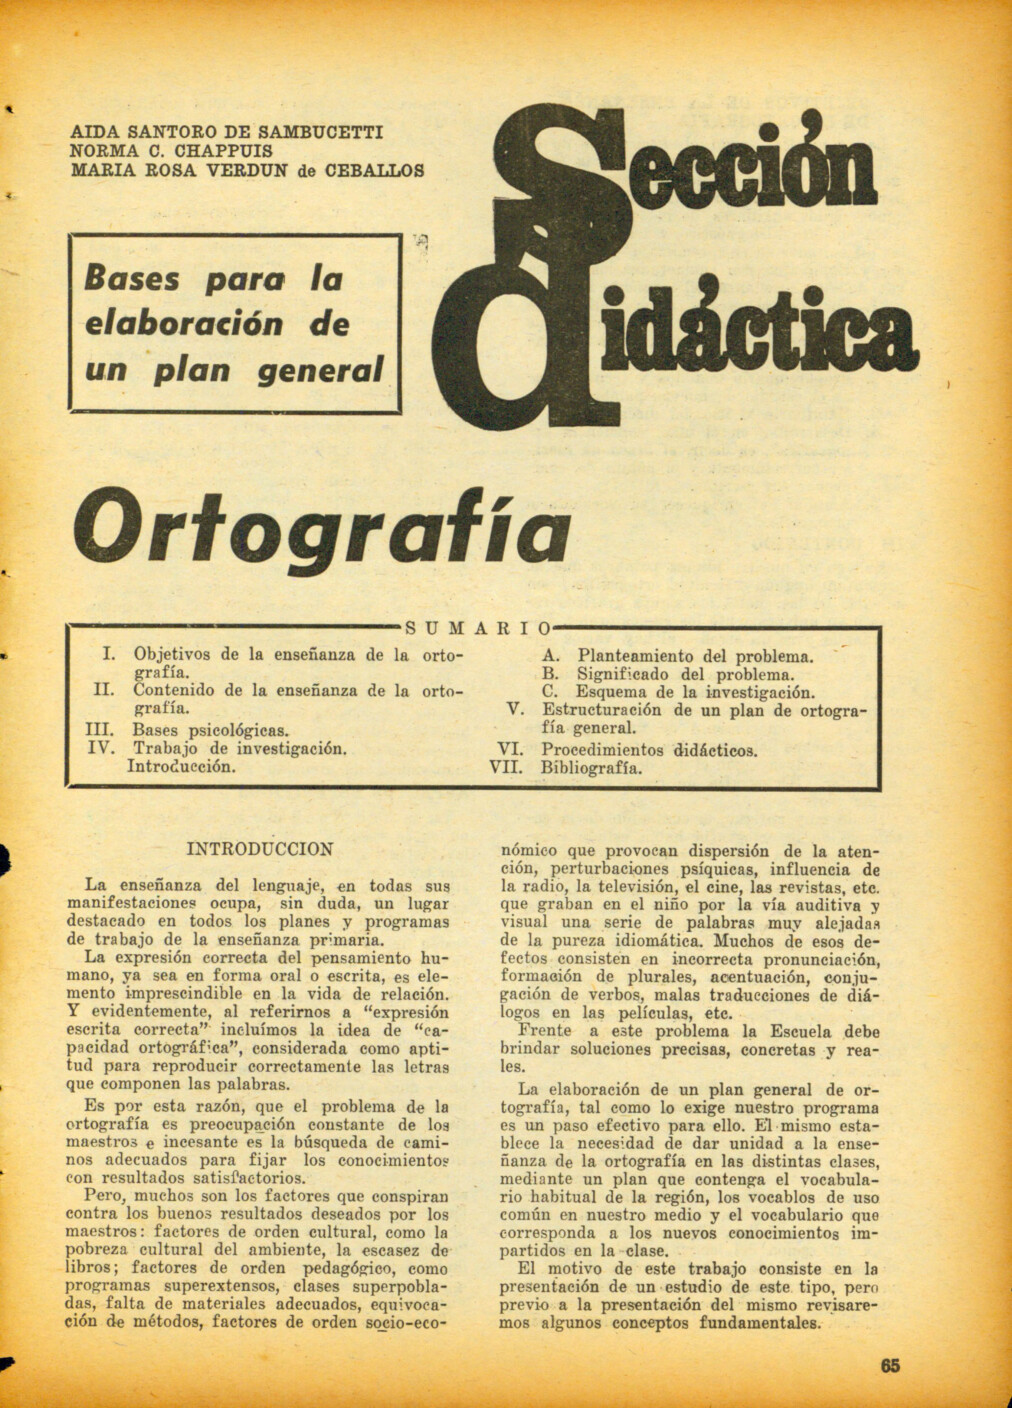 AIDA SANTORO DE SAMBUCETTI
NORMA C. CHAPPUIS
MARIA ROSA VERDUN de CEBALLOS
Sección
didáctica
Bases para la
elaboración de
un plan general
Ortografía
SUMARIO
I. Objetivos de la enseñanza de la orto-
grafía.
II. Contenido de la enseñanza de la orto-
grafía.
III. Bases psicológicas.
IV. Trabajo de investigación.
Introducción.
A. Planteamiento del problema.
B. Significado del problema.
C. Esquema de la investigación.
V. Estructuración de un plan de ortogra-
fía general.
VI. Procedimientos didácticos.
VII. Bibliografía.
INTRODUCCION
La enseñanza del lenguaje, en todas sus
manifestaciones ocupa, sin duda, un lugar
destacado en todos los planes y programas
de trabajo de la enseñanza primaria.
La expresión correcta del pensamiento hu-
mano, ya sea en forma oral o escrita, es ele-
mento imprescindible en la vida de relación.
Y evidentemente, al referirnos a “expresión
escrita correcta” incluímos la idea de “ca-
pacidad ortográfica”, considerada como apti-
tud para reproducir correctamente las letras
que componen las palabras.
Es por esta razón, que el problema de la
ortografía es preocupación constante de los
maestros e incesante es la búsqueda de cami-
nos adecuados para fijar los conocimientos
con resultados satisfactorios.
Pero, muchos son los factores que conspiran
contra los buenos resultados deseados por los
maestros: factores de orden cultural, como la
pobreza cultural del ambiente, la escasez de
libros; factores de orden pedagógico, como
programas superextensos, clases superpobla-
das, falta de materiales adecuados, equivoca-
ción de métodos, factores de orden socio-eco-
nómico que provocan dispersión de la aten-
ción, perturbaciones psíquicas, influencia de
la radio, la televisión, el cine, las revistas, etc.
que graban en el niño por la vía auditiva y
visual una serie de palabras muy alejadas
de la pureza idiomática. Muchos de esos de-
fectos consisten en incorrecta pronunciación,
formación de plurales, acentuación, conju-
gación de verbos, malas traducciones de diá-
logos en las películas, etc.
Frente a este problema la Escuela debe
brindar soluciones precisas, concretas y rea-
les.
La elaboración de un plan general de or-
tografía, tal como lo exige nuestro programa
es un paso efectivo para ello. El mismo esta-
blece la necesidad de dar unidad a la ense-
ñanza de la ortografía en las distintas clases,
mediante un plan que contenga el vocabula-
rio habitual de la región, los vocablos de uso
común en nuestro medio y el vocabulario que
corresponda a los nuevos conocimientos im-
partidos en la clase.
El motivo de este trabajo consiste en la
presentación de un estudio de este tipo, pero
previo a la presentación del mismo revisare-
mos algunos conceptos fundamentales.
65